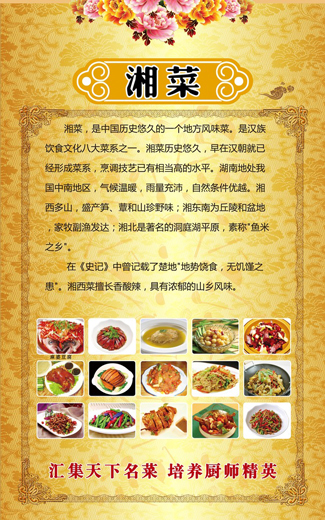 湘菜
湘菜，是中国历史悠久的一个地方风味菜。是汉族
饮食文化八大菜系之一。湘菜历史悠久，早在汉朝就已
经形成菜系，烹调技艺已有相当高的水平。湖南地处我
国中南地区，气候温暖，雨量充沛，自然条件优越。湘
西多山，盛产笋、蕈和山珍野味；湘东南为丘陵和盆地
，家牧副渔发达；湘北是著名的洞庭湖平原，素称"鱼米
之乡"。
在《史记》中曾记载了楚地"地势饶食，无饥馑之
患"。湘西菜擅长香酸辣，具有浓郁的山乡风味。
汇集天下名菜 培养厨师精英